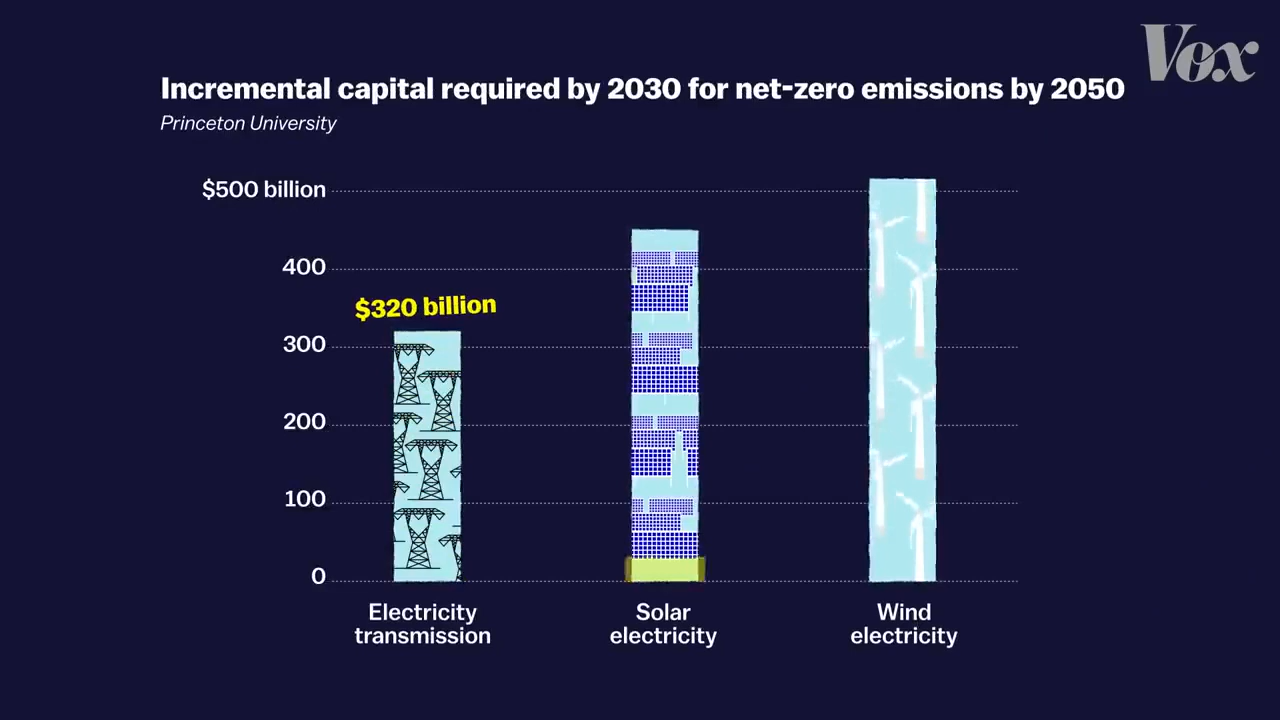 Vox
Incremental capital required by 2030 for net-zero emissions by 2050
Princeton University
$500 billion
400
$320 billion
300
200
100
0
Electricity
transmission
Solar
electricity
Wind
electricity